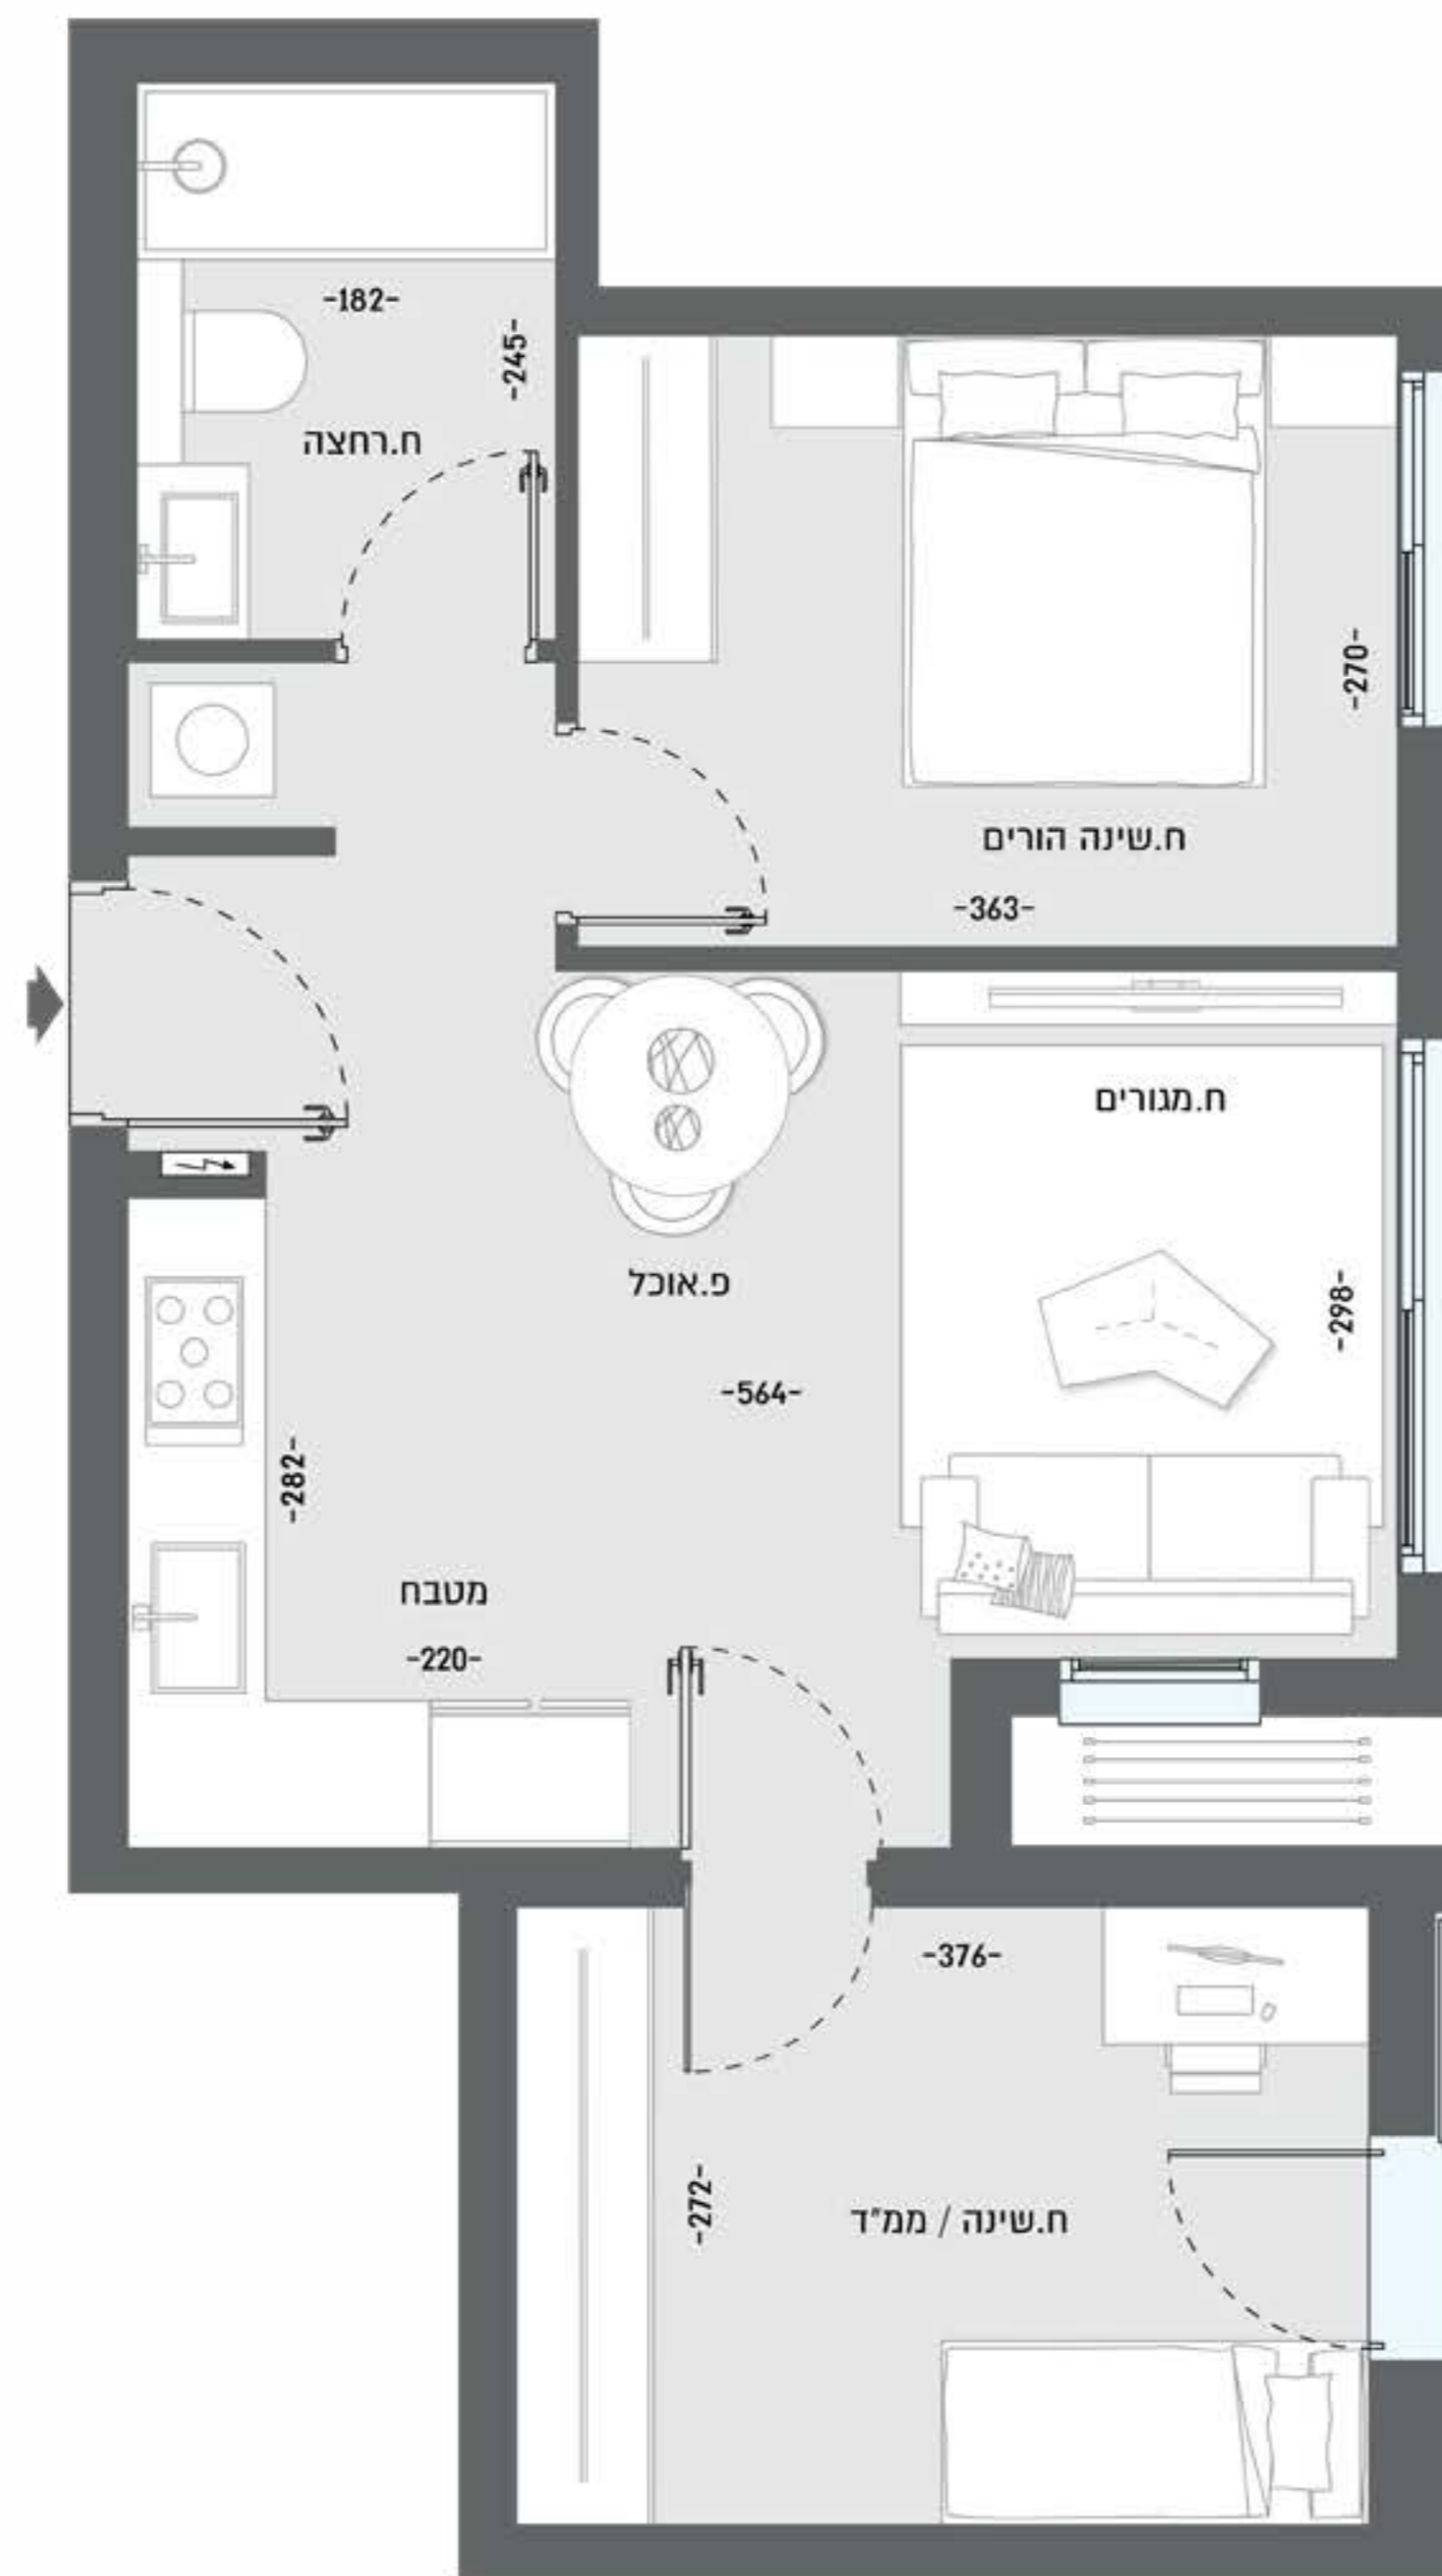 -182-
-245-
ח.רחצה
-270-
ח.שינה הורים
-363-
ח.מגורים
פ.אוכל
-298-
-564-
-282-
מטבח
-220-
-376-
-272-
ח.שינה / ממ"ד